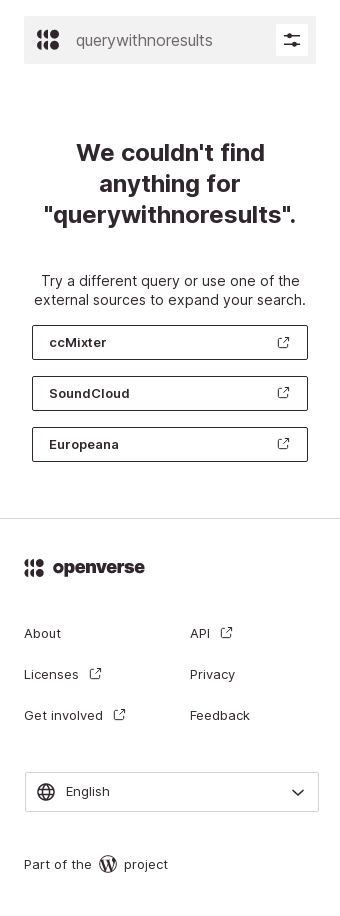 querywithnoresults
We couldn't find
anything for
"querywithnoresults".
Try a different query or use one of the
external sources to expand your search.
ccMixter
SoundCloud
Europeana
openverse
About
API
Licenses
Privacy
Get involved
Feedback
English
Part of the project